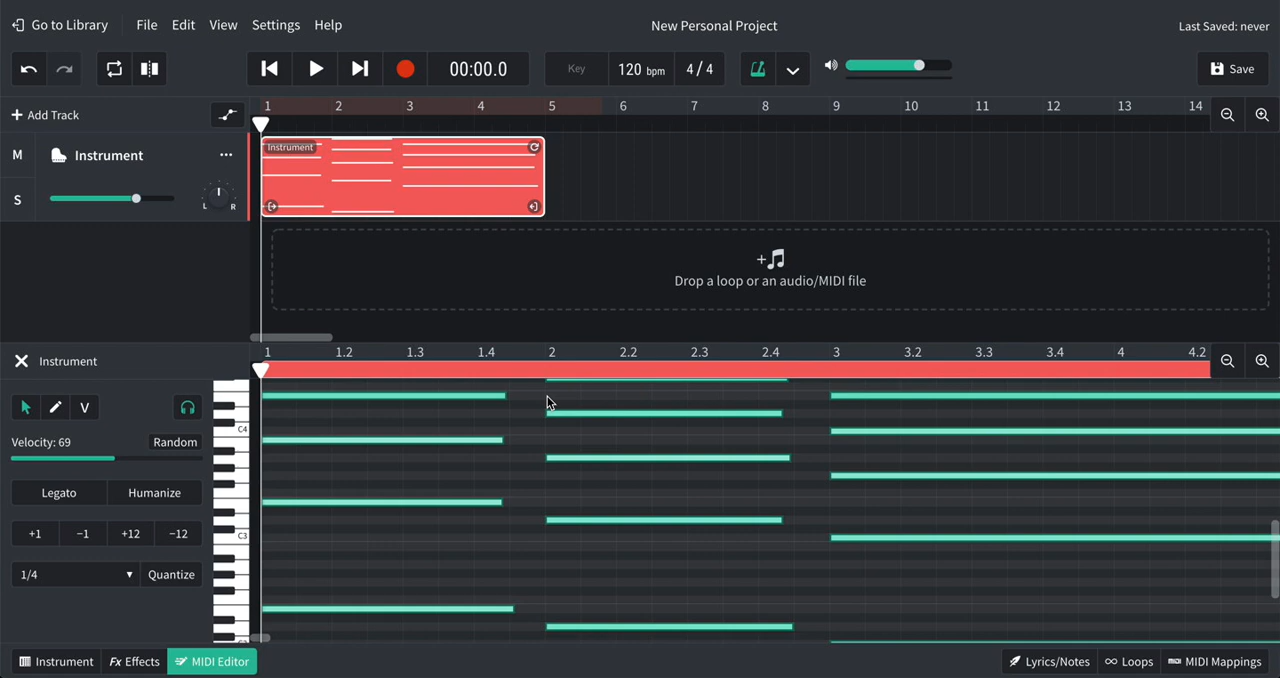 Go to Library File Edit View Settings Help New Personal Project Last Saved: never
00:00.0 Key 120 bpm 4 / 4 Save
+ Add Track 1 2 3 4 5 6 7 8 9 10 11 12 13 14
M Instrument ... Instrument
S L R
+ Drop a loop or an audio/MIDI file
Instrument 1 1.2 1.3 1.4 2 2.2 2.3 2.4 3 3.2 3.3 3.4 4 4.2
V
C4
Velocity: 69 Random
Legato Humanize
+1 −1 +12 −12 C3
1/4 Quantize
Instrument Fx Effects MIDI Editor Lyrics/Notes Loops MIDI Mappings